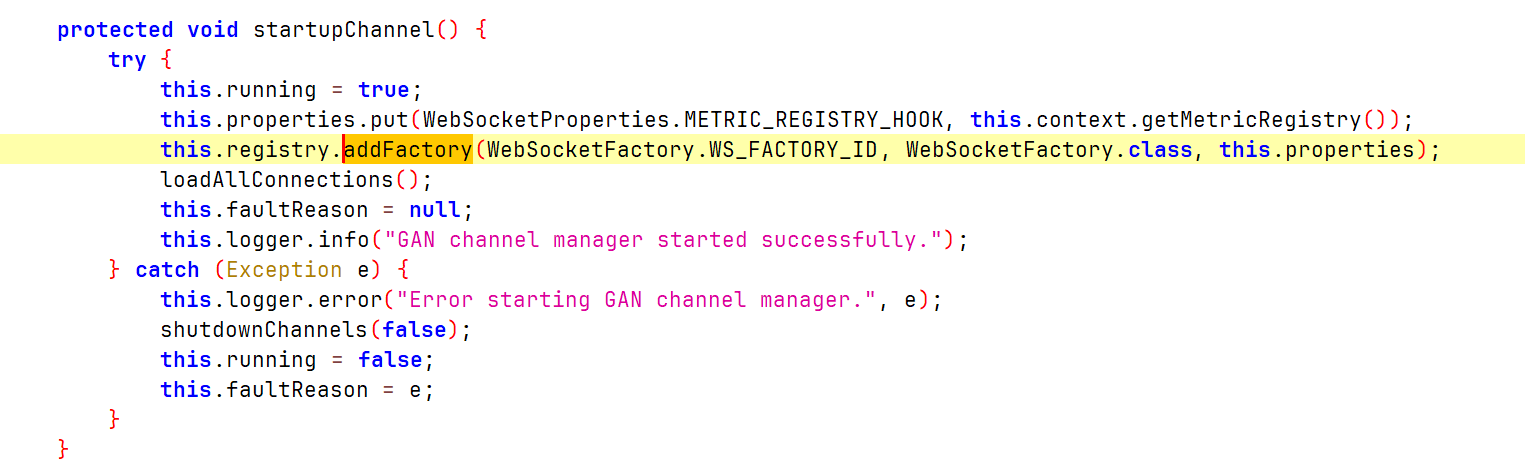 protected void startupChannel() {
try {
this.running = true;
this.properties.put(WebSocketProperties.METRIC_REGISTRY_HOOK, this.context.getMetricRegistry());
this.registry.addFactory(WebSocketFactory.WS_FACTORY_ID, WebSocketFactory.class, this.properties);
loadAllConnections();
this.faultReason = null;
this.logger.info("GAN channel manager started successfully.");
} catch (Exception e) {
this.logger.error("Error starting GAN channel manager.", e);
shutdownChannels(false);
this.running = false;
this.faultReason = e;
}
}